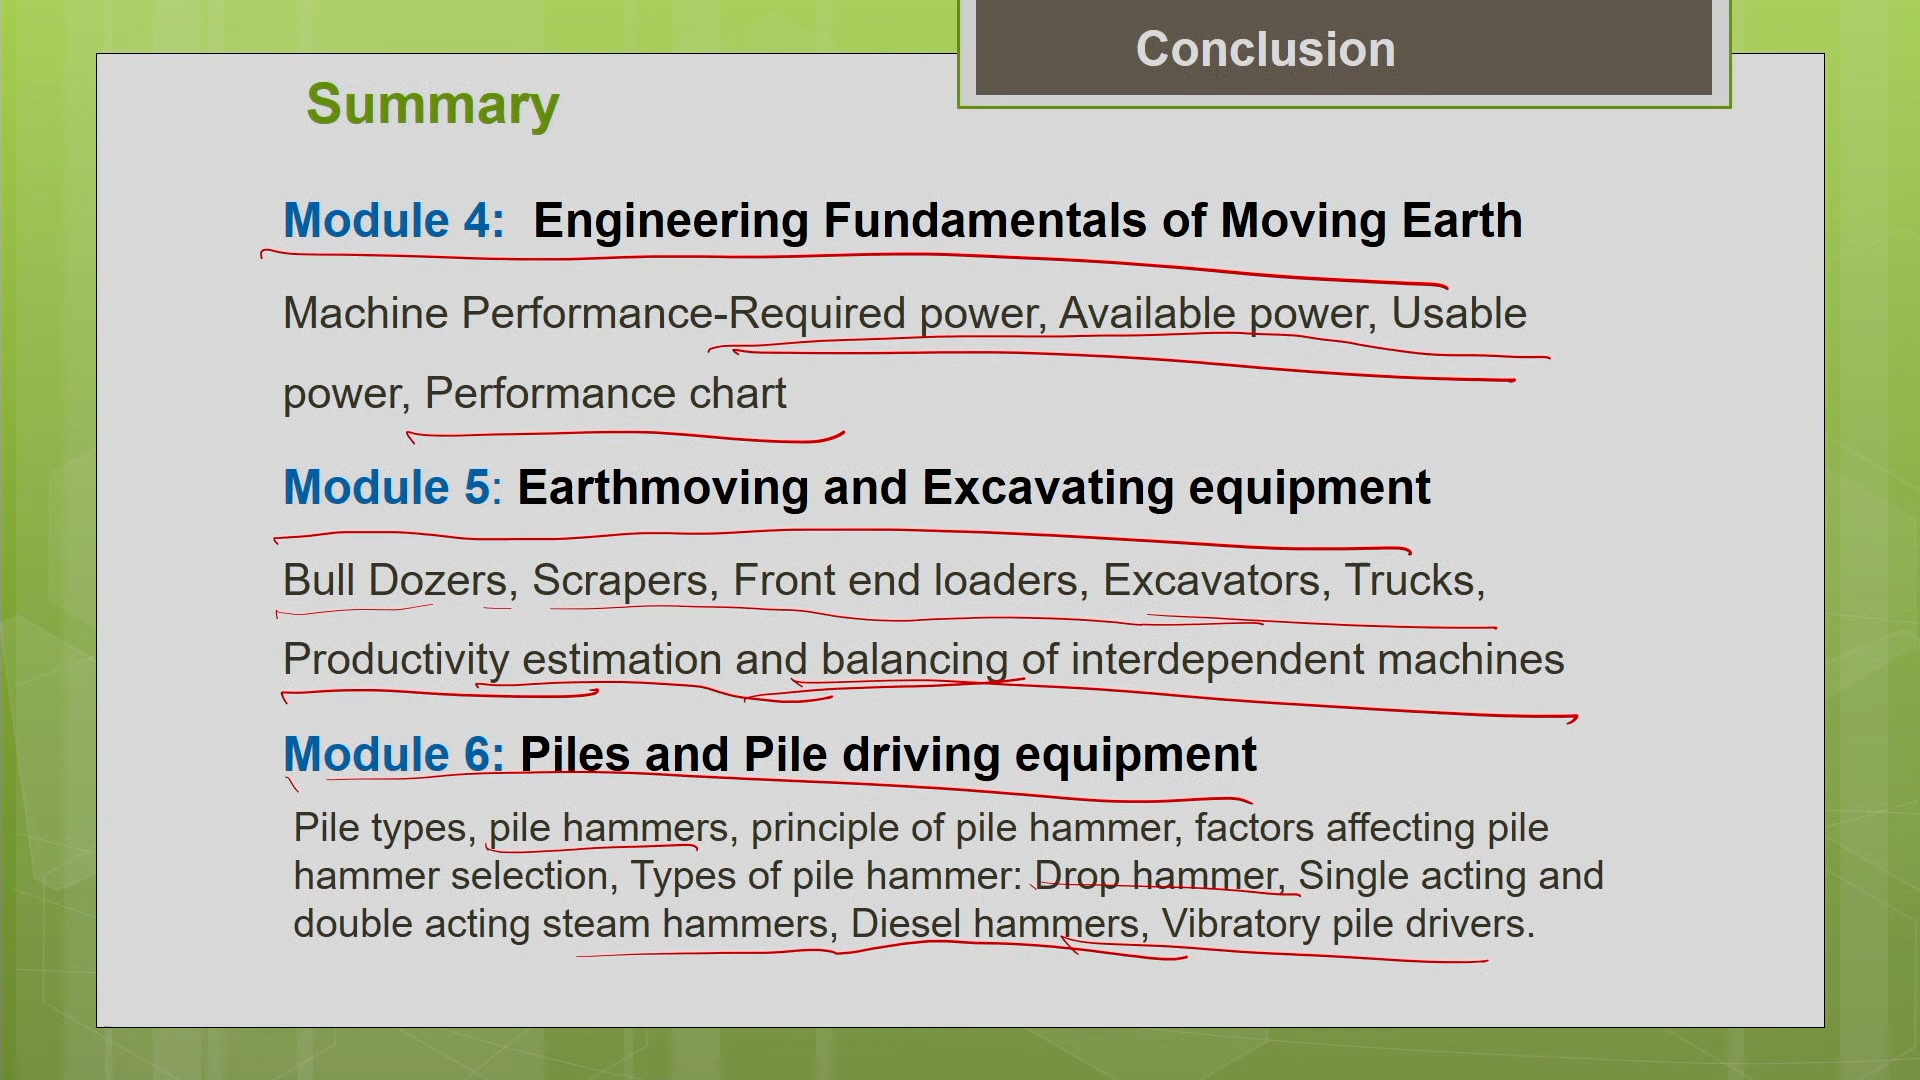 Conclusion
Summary
Module 4: Engineering Fundamentals of Moving Earth
Machine Performance-Required power, Available power, Usable
power, Performance chart
Module 5: Earthmoving and Excavating equipment
Bull Dozers, Scrapers, Front end loaders, Excavators, Trucks,
Productivity estimation and balancing of interdependent machines
Module 6: Piles and Pile driving equipment
Pile types, pile hammers, principle of pile hammer, factors affecting pile
hammer selection, Types of pile hammer: Drop hammer, Single acting and
double acting steam hammers, Diesel hammers, Vibratory pile drivers.